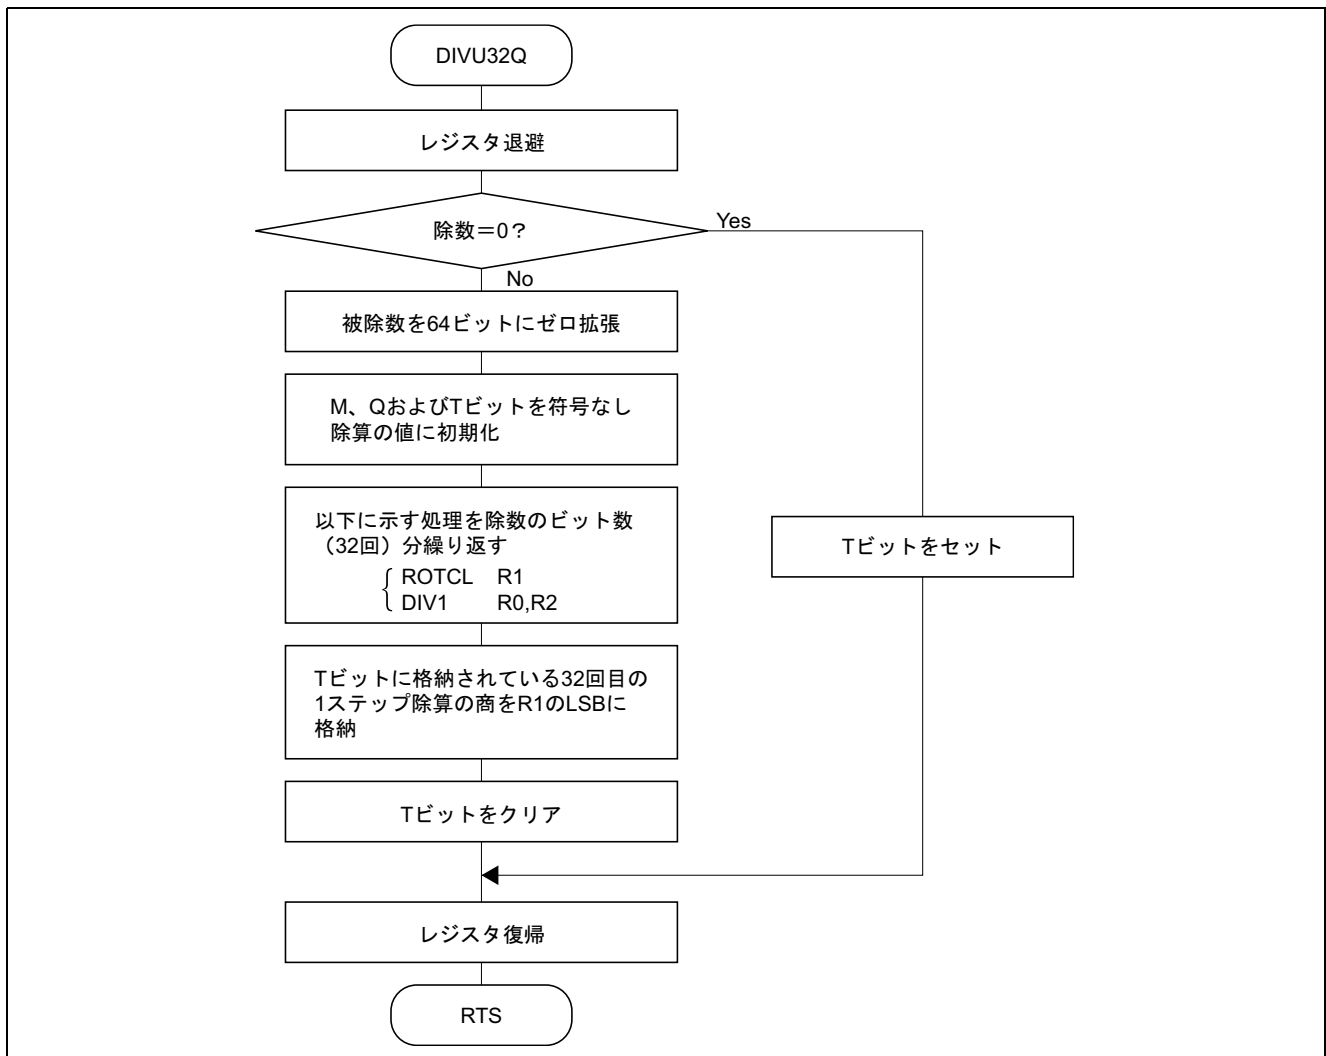 DIVU32Q
レジスタ退避
除数＝0？
Yes
No
被除数を64ビットにゼロ拡張
M、QおよびTビットを符号なし
除算の値に初期化
以下に示す処理を除数のビット数
（32回）分繰り返す
ROTCL R1
DIV1 R0,R2
Tビットをセット
Tビットに格納されている32回目の
1ステップ除算の商をR1のLSBに
格納
Tビットをクリア
レジスタ復帰
RTS